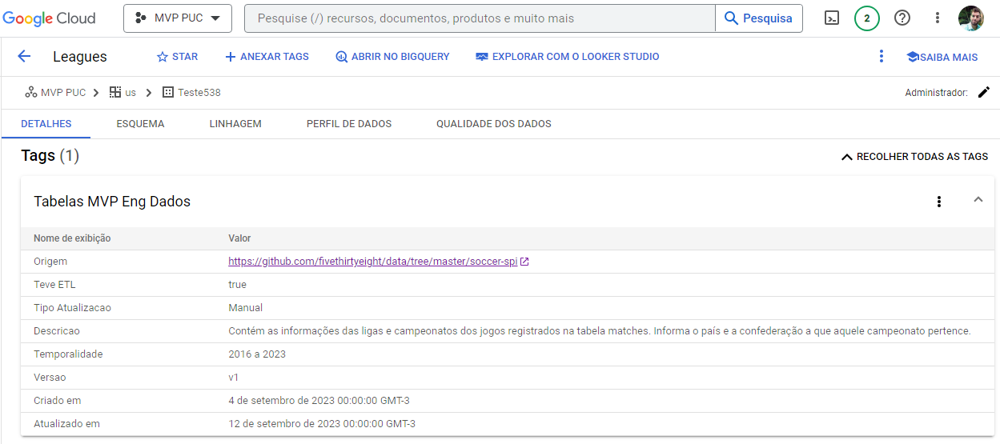 Google Cloud MVP PUC Pesquise (/) recursos, documentos, produtos e muito mais Pesquisa 2
Leagues STAR ANEXAR TAGS ABRIR NO BIGQUERY EXPLORAR COM O LOOKER STUDIO SAIBA MAIS
MVP PUC us Teste538 Administrador:
DETALHES ESQUEMA LINHAGEM PERFIL DE DADOS QUALIDADE DOS DADOS
Tags (1) RECOLHER TODAS AS TAGS
Tabelas MVP Eng Dados
Nome de exibição Valor
Origem https://github.com/fivethirtyeight/data/tree/master/soccer-spi
Teve ETL true
Tipo Atualizacao Manual
Descricao Contém as informações das ligas e campeonatos dos jogos registrados na tabela matches. Informa o país e a confederação a que aquele campeonato pertence.
Temporalidade 2016 a 2023
Versao v1
Criado em 4 de setembro de 2023 00:00:00 GMT-3
Atualizado em 12 de setembro de 2023 00:00:00 GMT-3